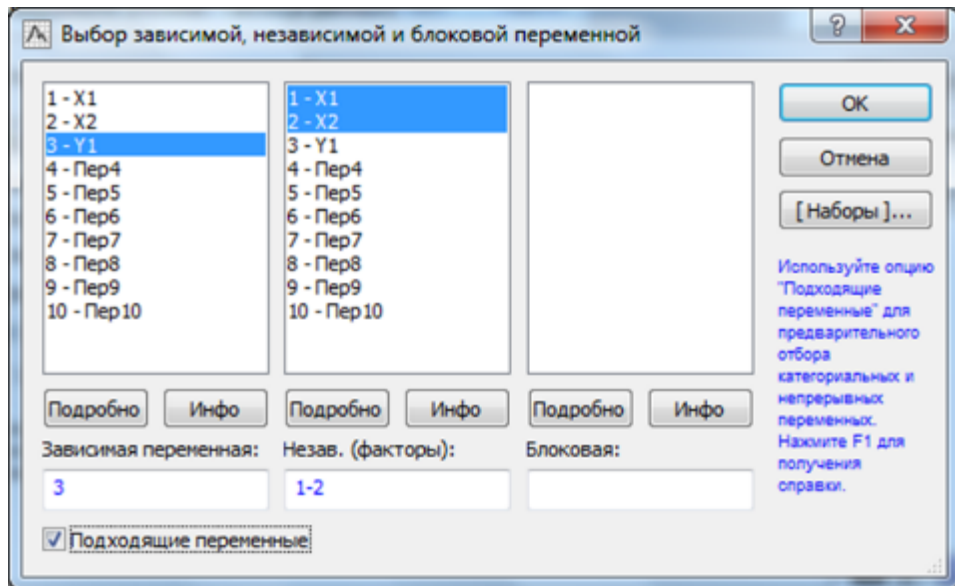 Выбор зависимой, независимой и блоковой переменной
1 - X1
2 - X2
3 - Y1
4 - Пер4
5 - Пер5
6 - Пер6
7 - Пер7
8 - Пер8
9 - Пер9
10 - Пер10
1 - X1
2 - X2
3 - Y1
4 - Пер4
5 - Пер5
6 - Пер6
7 - Пер7
8 - Пер8
9 - Пер9
10 - Пер10
OK
Отмена
[ Наборы ]...
Используйте опцию
"Подходящие
переменные" для
предварительного
отбора
категориальных и
непрерывных
переменных.
Нажмите F1 для
получения
справки.
Подробно Инфо Подробно Инфо Подробно Инфо
Зависимая переменная: Незав. (факторы): Блоковая:
3 1-2
Подходящие переменные